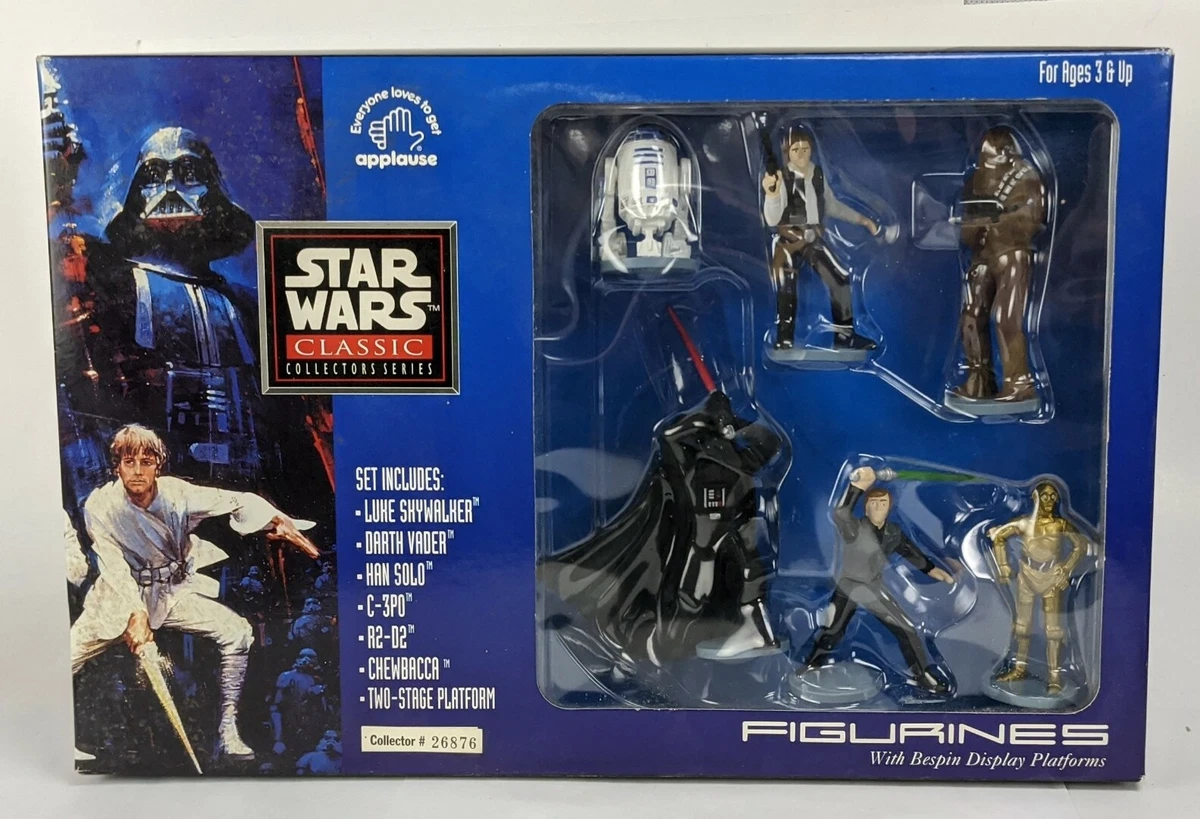 For Ages 3 & Up
Everyone loves to get
applause®
STAR
WARS™
CLASSIC
COLLECTORS SERIES
SET INCLUDES:
• LUKE SKYWALKER™
• DARTH VADER™
• HAN SOLO™
• C-3PO™
• R2-D2™
• CHEWBACCA™
• TWO-STAGE PLATFORM
Collector # 26876
FIGURINES
With Bespin Display Platforms